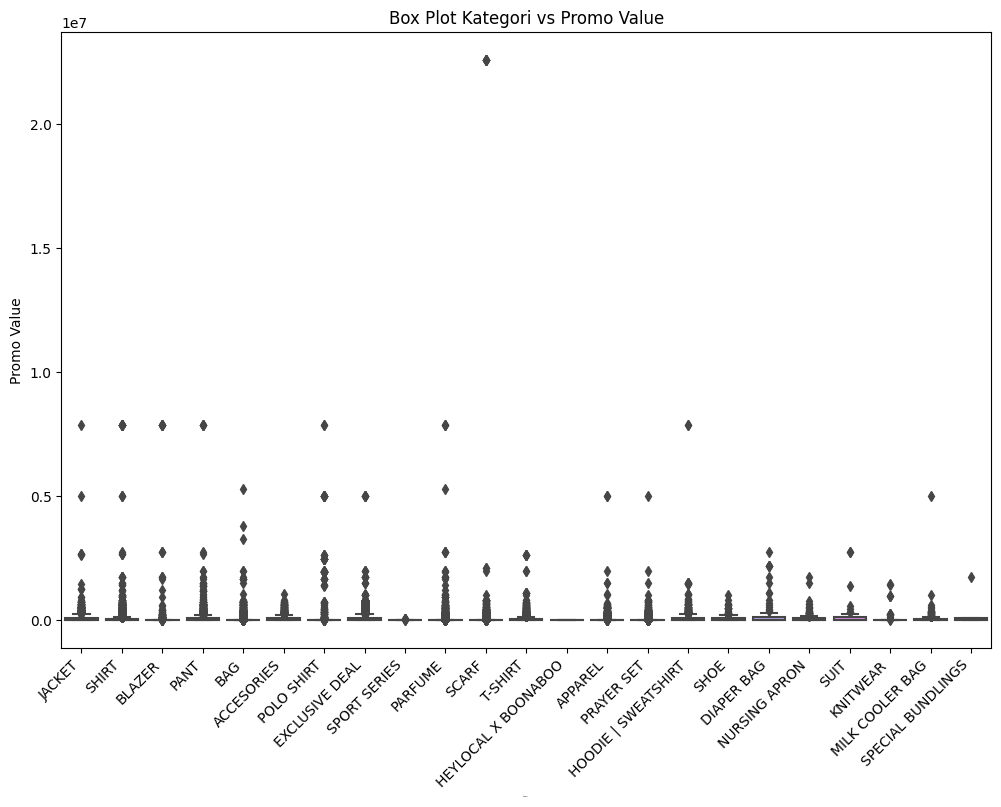 Box Plot Kategori vs Promo Value
1e7
2.0
1.5
1.0
0.5
0.0
Promo Value
JACKET
SHIRT
BLAZER
PANT
BAG
ACCESORIES
POLO SHIRT
EXCLUSIVE DEAL
SPORT SERIES
PARFUME
SCARF
T-SHIRT
HEYLOCAL X BOONABOO
APPAREL
PRAYER SET
HOODIE | SWEATSHIRT
SHOE
DIAPER BAG
NURSING APRON
SUIT
KNITWEAR
MILK COOLER BAG
SPECIAL BUNDLINGS